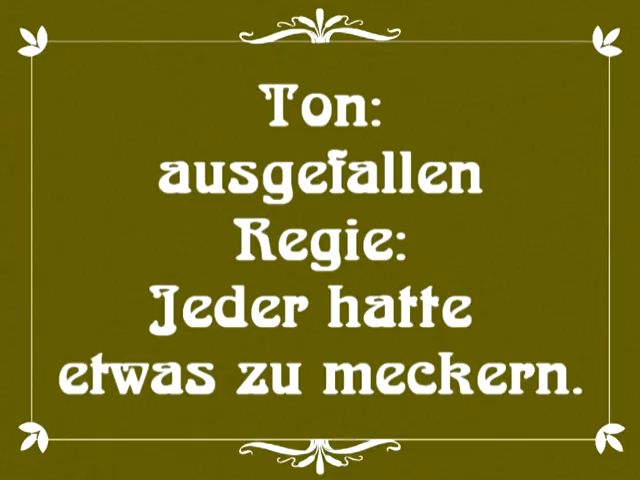 Ton:
ausgefallen
Regie:
Jeder hatte
etwas zu meckern.